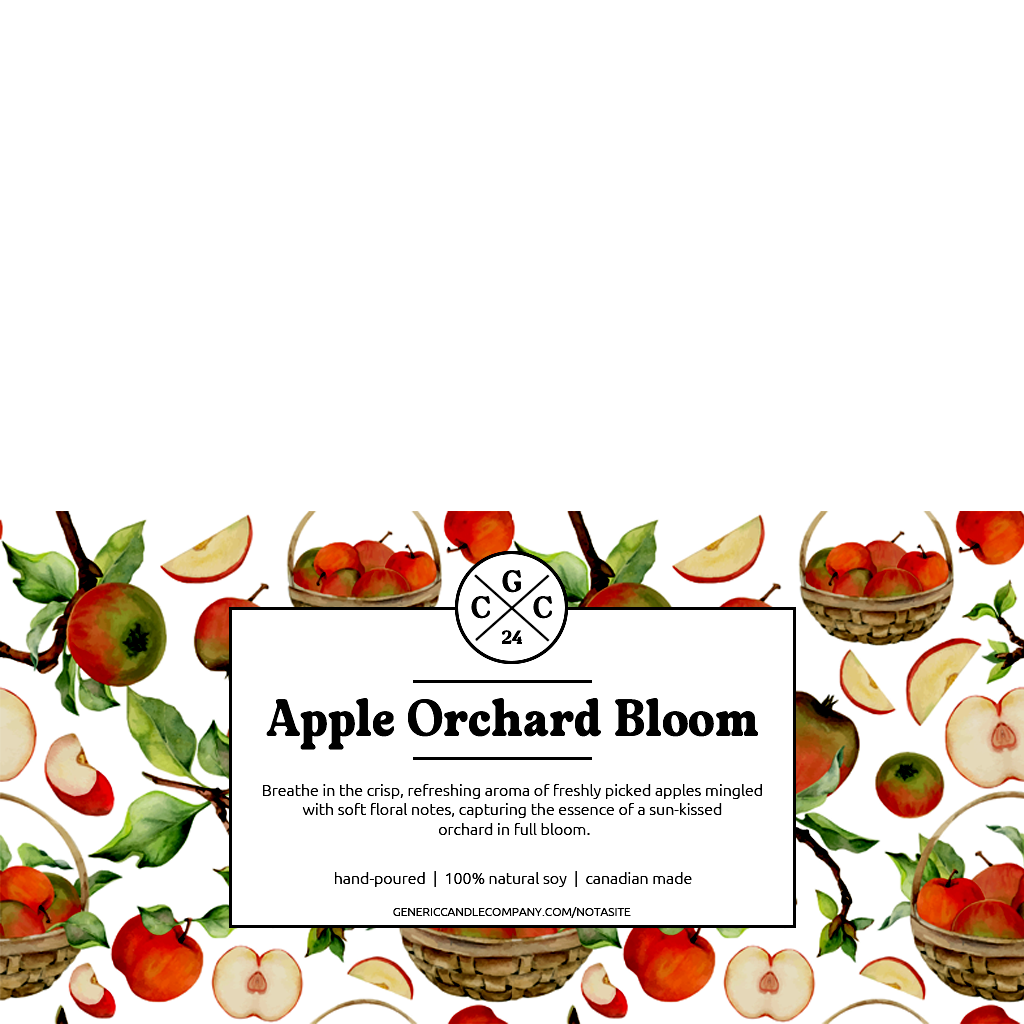 G
C C
24
Apple Orchard Bloom
Breathe in the crisp, refreshing aroma of freshly picked apples mingled
with soft floral notes, capturing the essence of a sun-kissed
orchard in full bloom.
hand-poured | 100% natural soy | canadian made
GENERICCANDLECOMPANY.COM/NOTASITE